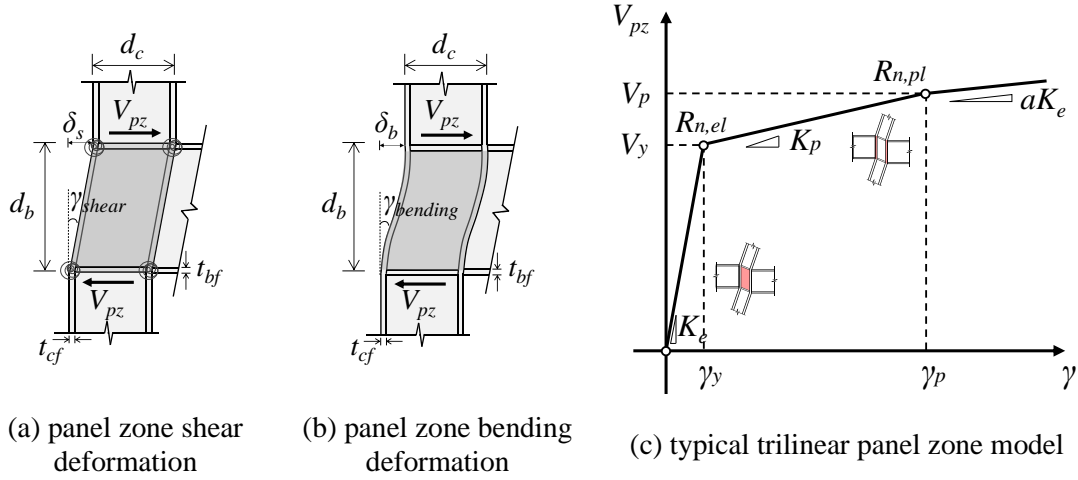 d_c
V_pz
δ_s
d_b
γ_shear
t_bf
V_pz
t_cf
(a) panel zone shear
deformation
d_c
V_pz
δ_b
d_b
γ_bending
t_bf
V_pz
t_cf
(b) panel zone bending
deformation
V_pz
R_n,pl
V_p
aK_e
R_n,el
K_p
V_y
K_e
γ_y
γ_p
γ
(c) typical trilinear panel zone model